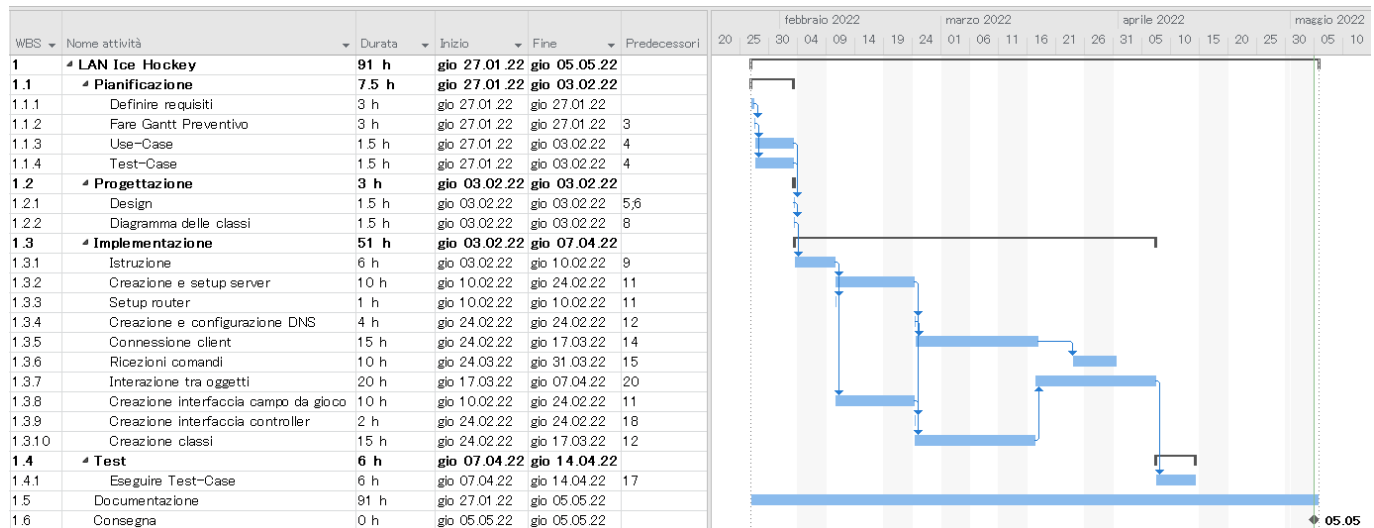 febbraio 2022 marzo 2022 aprile 2022 maggio 2022
WBS Nome attività Durata Inizio Fine Predecessori 20 25 30 04 09 14 19 24 01 06 11 16 21 26 31 05 10 15 20 25 30 05 10
1 LAN Ice Hockey 91 h gio 27.01.22 gio 05.05.22
1.1 Pianificazione 7.5 h gio 27.01.22 gio 03.02.22
1.1.1 Definire requisiti 3 h gio 27.01.22 gio 27.01.22
1.1.2 Fare Gantt Preventivo 3 h gio 27.01.22 gio 27.01.22 3
1.1.3 Use-Case 1.5 h gio 27.01.22 gio 03.02.22 4
1.1.4 Test-Case 1.5 h gio 27.01.22 gio 03.02.22 4
1.2 Progettazione 3 h gio 03.02.22 gio 03.02.22
1.2.1 Design 1.5 h gio 03.02.22 gio 03.02.22 5;6
1.2.2 Diagramma delle classi 1.5 h gio 03.02.22 gio 03.02.22 8
1.3 Implementazione 51 h gio 03.02.22 gio 07.04.22
1.3.1 Istruzione 6 h gio 03.02.22 gio 10.02.22 9
1.3.2 Creazione e setup server 10 h gio 10.02.22 gio 24.02.22 11
1.3.3 Setup router 1 h gio 10.02.22 gio 10.02.22 11
1.3.4 Creazione e configurazione DNS 4 h gio 24.02.22 gio 24.02.22 12
1.3.5 Connessione client 15 h gio 24.02.22 gio 17.03.22 14
1.3.6 Ricezioni comandi 10 h gio 24.03.22 gio 31.03.22 15
1.3.7 Interazione tra oggetti 20 h gio 17.03.22 gio 07.04.22 20
1.3.8 Creazione interfaccia campo da gioco 10 h gio 10.02.22 gio 24.02.22 11
1.3.9 Creazione interfaccia controller 2 h gio 24.02.22 gio 24.02.22 18
1.3.10 Creazione classi 15 h gio 24.02.22 gio 17.03.22 12
1.4 Test 6 h gio 07.04.22 gio 14.04.22
1.4.1 Eseguire Test-Case 6 h gio 07.04.22 gio 14.04.22 17
1.5 Documentazione 91 h gio 27.01.22 gio 05.05.22
1.6 Consegna 0 h gio 05.05.22 gio 05.05.22 05.05